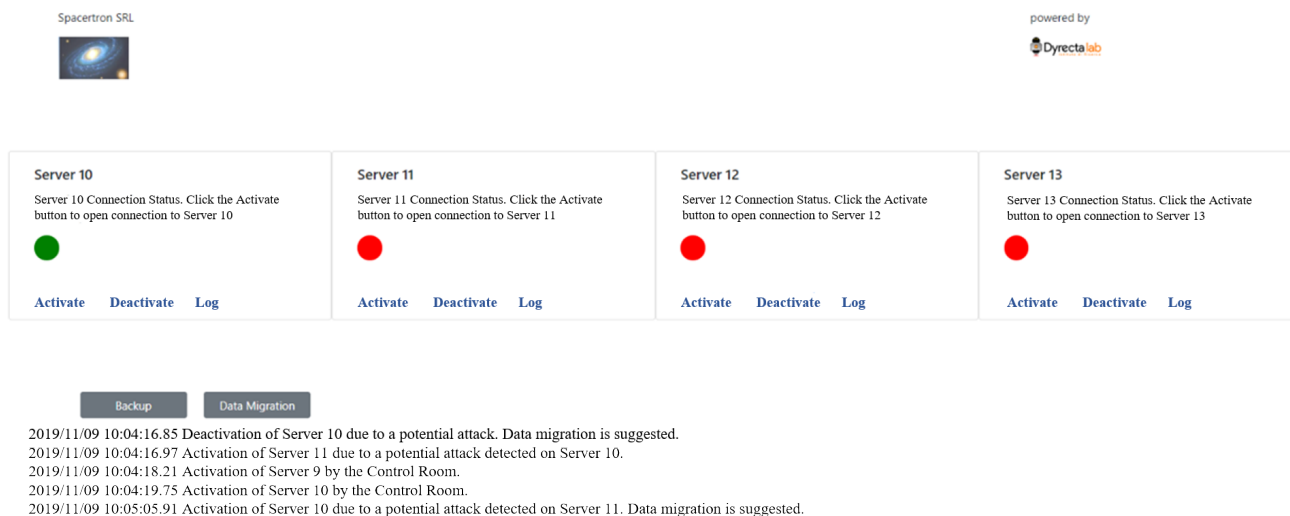 Spacertron SRL
powered by
Dyrectalab
Server 10
Server 10 Connection Status. Click the Activate
button to open connection to Server 10
Activate Deactivate Log
Server 11
Server 11 Connection Status. Click the Activate
button to open connection to Server 11
Activate Deactivate Log
Server 12
Server 12 Connection Status. Click the Activate
button to open connection to Server 12
Activate Deactivate Log
Server 13
Server 13 Connection Status. Click the Activate
button to open connection to Server 13
Activate Deactivate Log
Backup Data Migration
2019/11/09 10:04:16.85 Deactivation of Server 10 due to a potential attack. Data migration is suggested.
2019/11/09 10:04:16.97 Activation of Server 11 due to a potential attack detected on Server 10.
2019/11/09 10:04:18.21 Activation of Server 9 by the Control Room.
2019/11/09 10:04:19.75 Activation of Server 10 by the Control Room.
2019/11/09 10:05:05.91 Activation of Server 10 due to a potential attack detected on Server 11. Data migration is suggested.